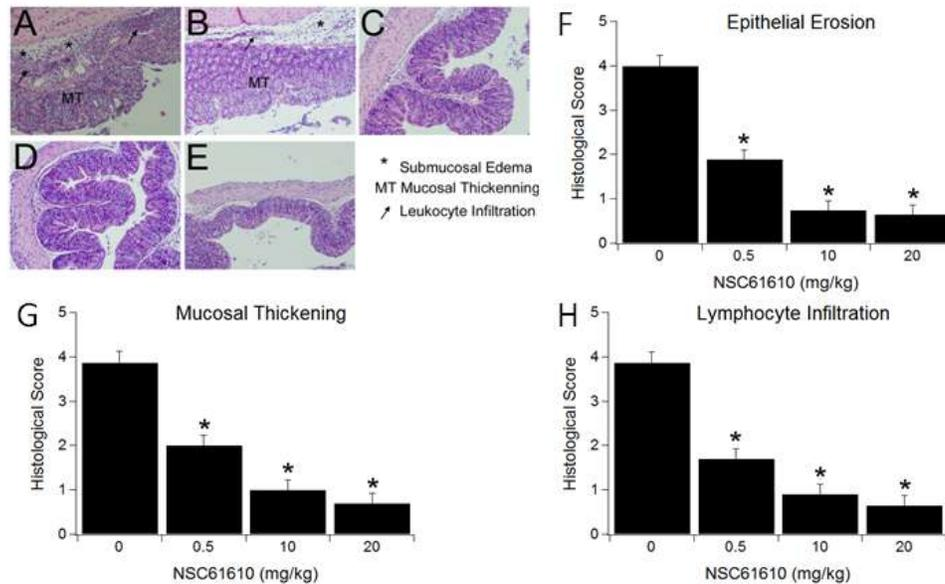 A
*
*
MT
B
*
MT
C
D
E
* Submucosal Edema
MT Mucosal Thickenning
Leukocyte Infiltration
F
Epithelial Erosion
Histological Score
5
4
3
2
1
0
*
*
*
0 0.5 10 20
NSC61610 (mg/kg)
G
Mucosal Thickening
Histological Score
5
4
3
2
1
0
*
*
*
0 0.5 10 20
NSC61610 (mg/kg)
H
Lymphocyte Infiltration
Histological Score
5
4
3
2
1
0
*
*
*
0 0.5 10 20
NSC61610 (mg/kg)